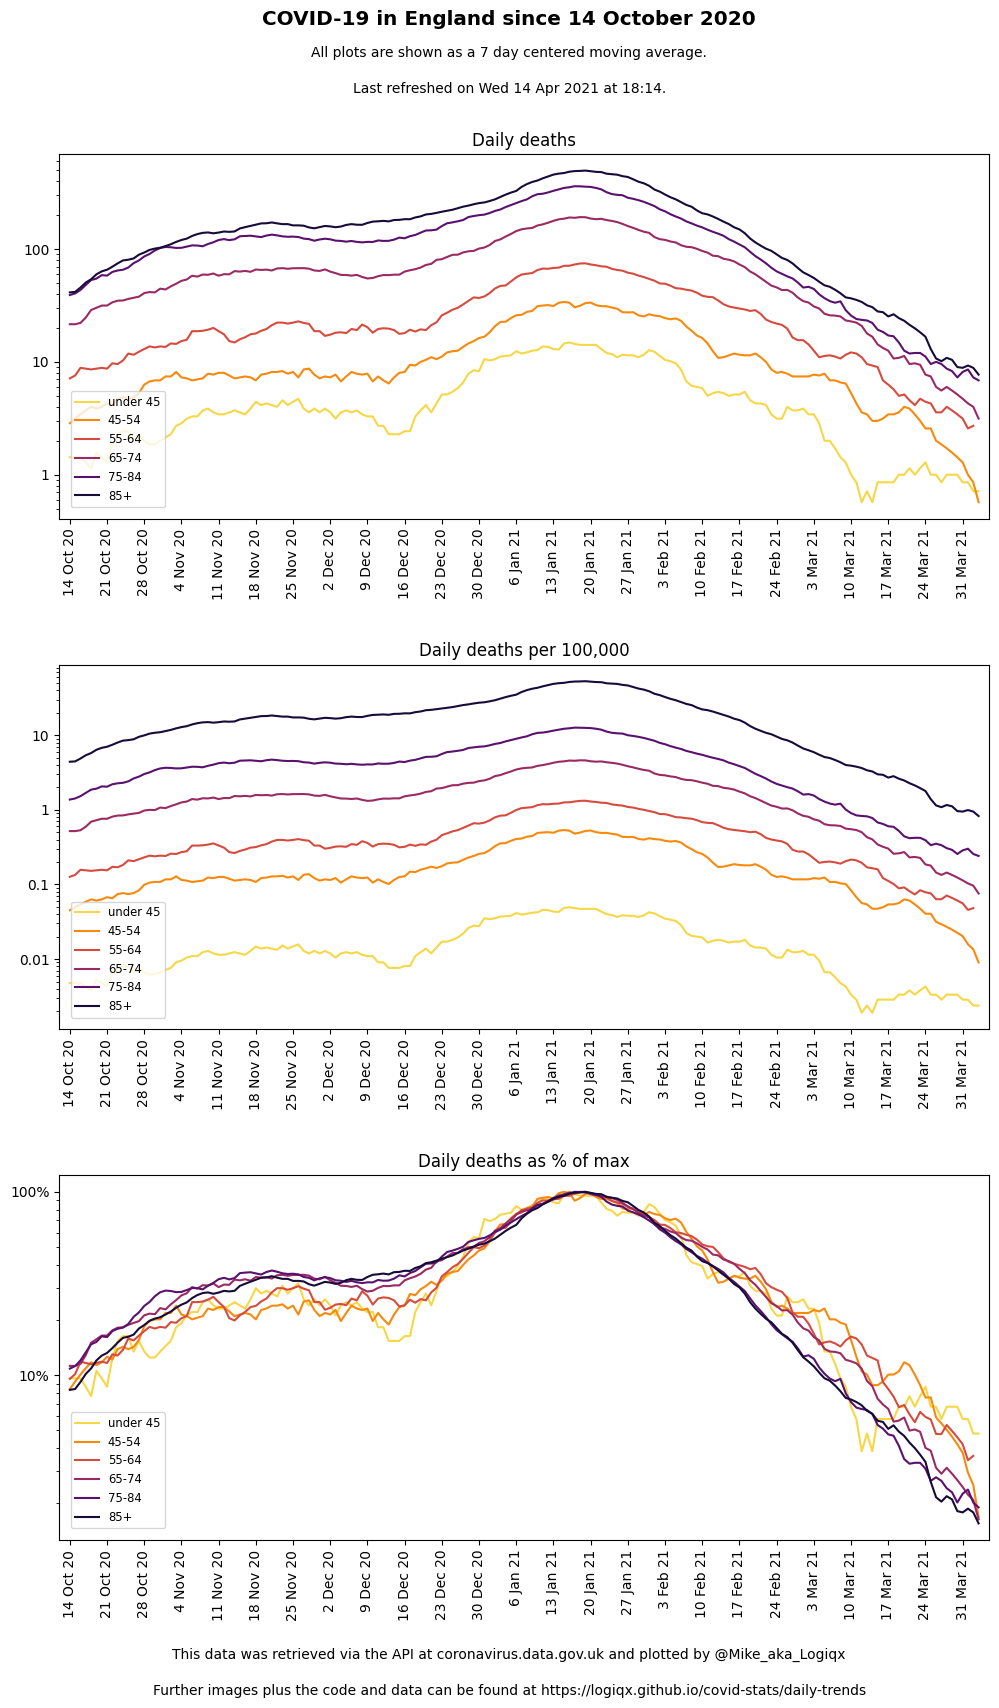 COVID-19 in England since 14 October 2020
All plots are shown as a 7 day centered moving average.
Last refreshed on Wed 14 Apr 2021 at 18:14.
Daily deaths
100
10
1
under 45
45-54
55-64
65-74
75-84
85+
14 Oct 20
21 Oct 20
28 Oct 20
4 Nov 20
11 Nov 20
18 Nov 20
25 Nov 20
2 Dec 20
9 Dec 20
16 Dec 20
23 Dec 20
30 Dec 20
6 Jan 21
13 Jan 21
20 Jan 21
27 Jan 21
3 Feb 21
10 Feb 21
17 Feb 21
24 Feb 21
3 Mar 21
10 Mar 21
17 Mar 21
24 Mar 21
31 Mar 21
Daily deaths per 100,000
10
1
0.1
0.01
under 45
45-54
55-64
65-74
75-84
85+
14 Oct 20
21 Oct 20
28 Oct 20
4 Nov 20
11 Nov 20
18 Nov 20
25 Nov 20
2 Dec 20
9 Dec 20
16 Dec 20
23 Dec 20
30 Dec 20
6 Jan 21
13 Jan 21
20 Jan 21
27 Jan 21
3 Feb 21
10 Feb 21
17 Feb 21
24 Feb 21
3 Mar 21
10 Mar 21
17 Mar 21
24 Mar 21
31 Mar 21
Daily deaths as % of max
100%
10%
under 45
45-54
55-64
65-74
75-84
85+
14 Oct 20
21 Oct 20
28 Oct 20
4 Nov 20
11 Nov 20
18 Nov 20
25 Nov 20
2 Dec 20
9 Dec 20
16 Dec 20
23 Dec 20
30 Dec 20
6 Jan 21
13 Jan 21
20 Jan 21
27 Jan 21
3 Feb 21
10 Feb 21
17 Feb 21
24 Feb 21
3 Mar 21
10 Mar 21
17 Mar 21
24 Mar 21
31 Mar 21
This data was retrieved via the API at coronavirus.data.gov.uk and plotted by @Mike_aka_Logiqx
Further images plus the code and data can be found at https://logiqx.github.io/covid-stats/daily-trends